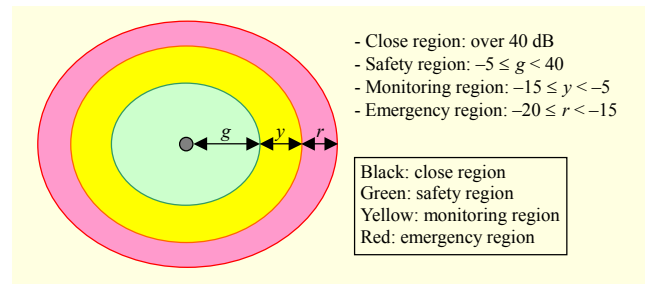 g y r
- Close region: over 40 dB
- Safety region: –5 ≤ g < 40
- Monitoring region: –15 ≤ y < –5
- Emergency region: –20 ≤ r < –15
Black: close region
Green: safety region
Yellow: monitoring region
Red: emergency region